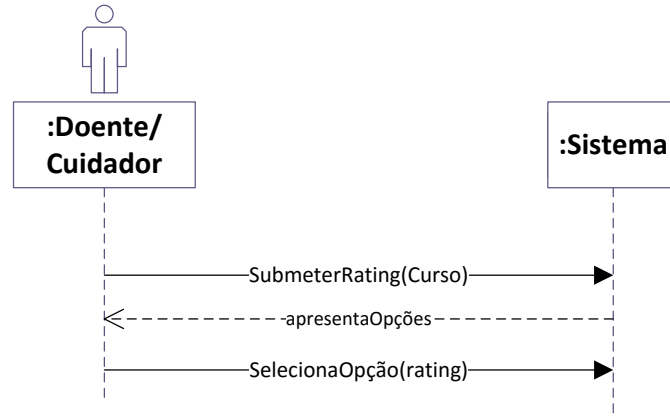 :Doente/
Cuidador
:Sistema
SubmeterRating(Curso)
apresentaOpções
SelecionaOpção(rating)